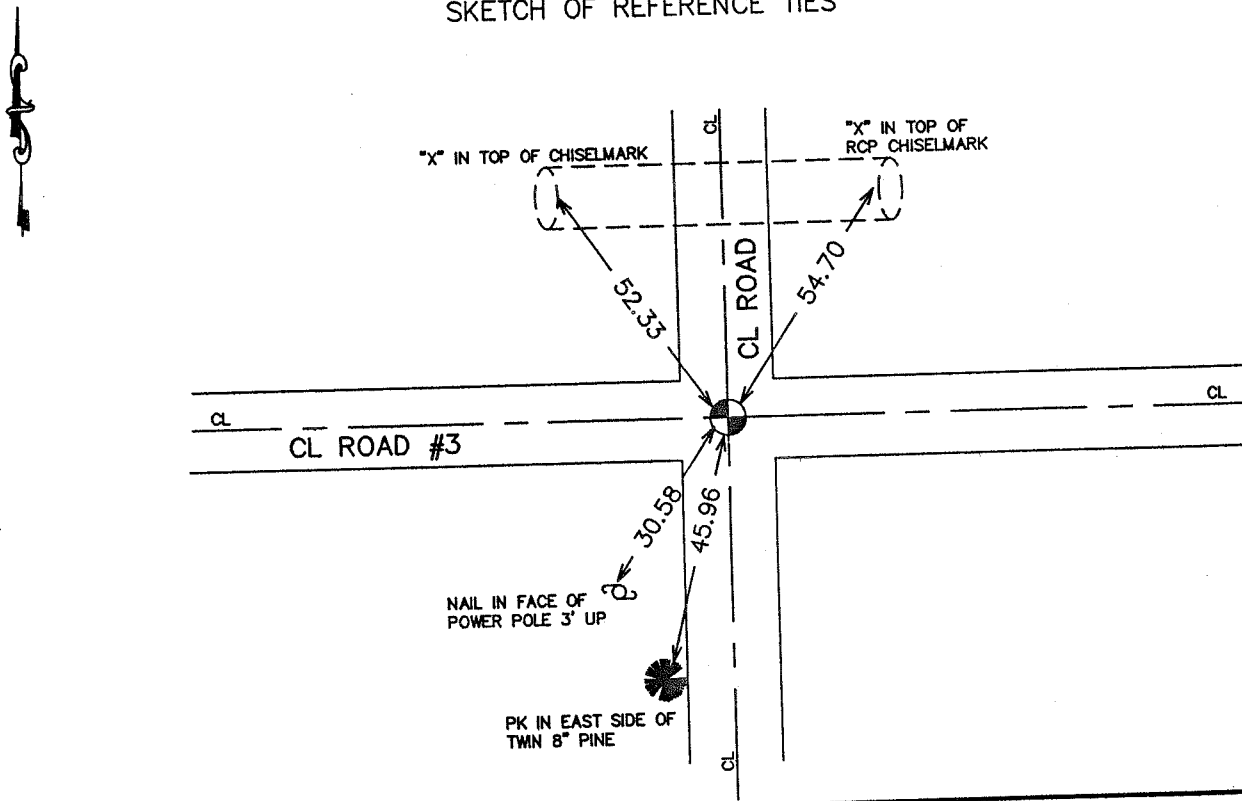 SKETCH OF REFERENCE TIES
CL
"X" IN TOP OF CHISELMARK
"X" IN TOP OF
RCP CHISELMARK
52.33
CL ROAD
54.70
CL
CL ROAD #3
CL
30.58
45.96
NAIL IN FACE OF
POWER POLE 3' UP
PK IN EAST SIDE OF
TWIN 8" PINE
CL